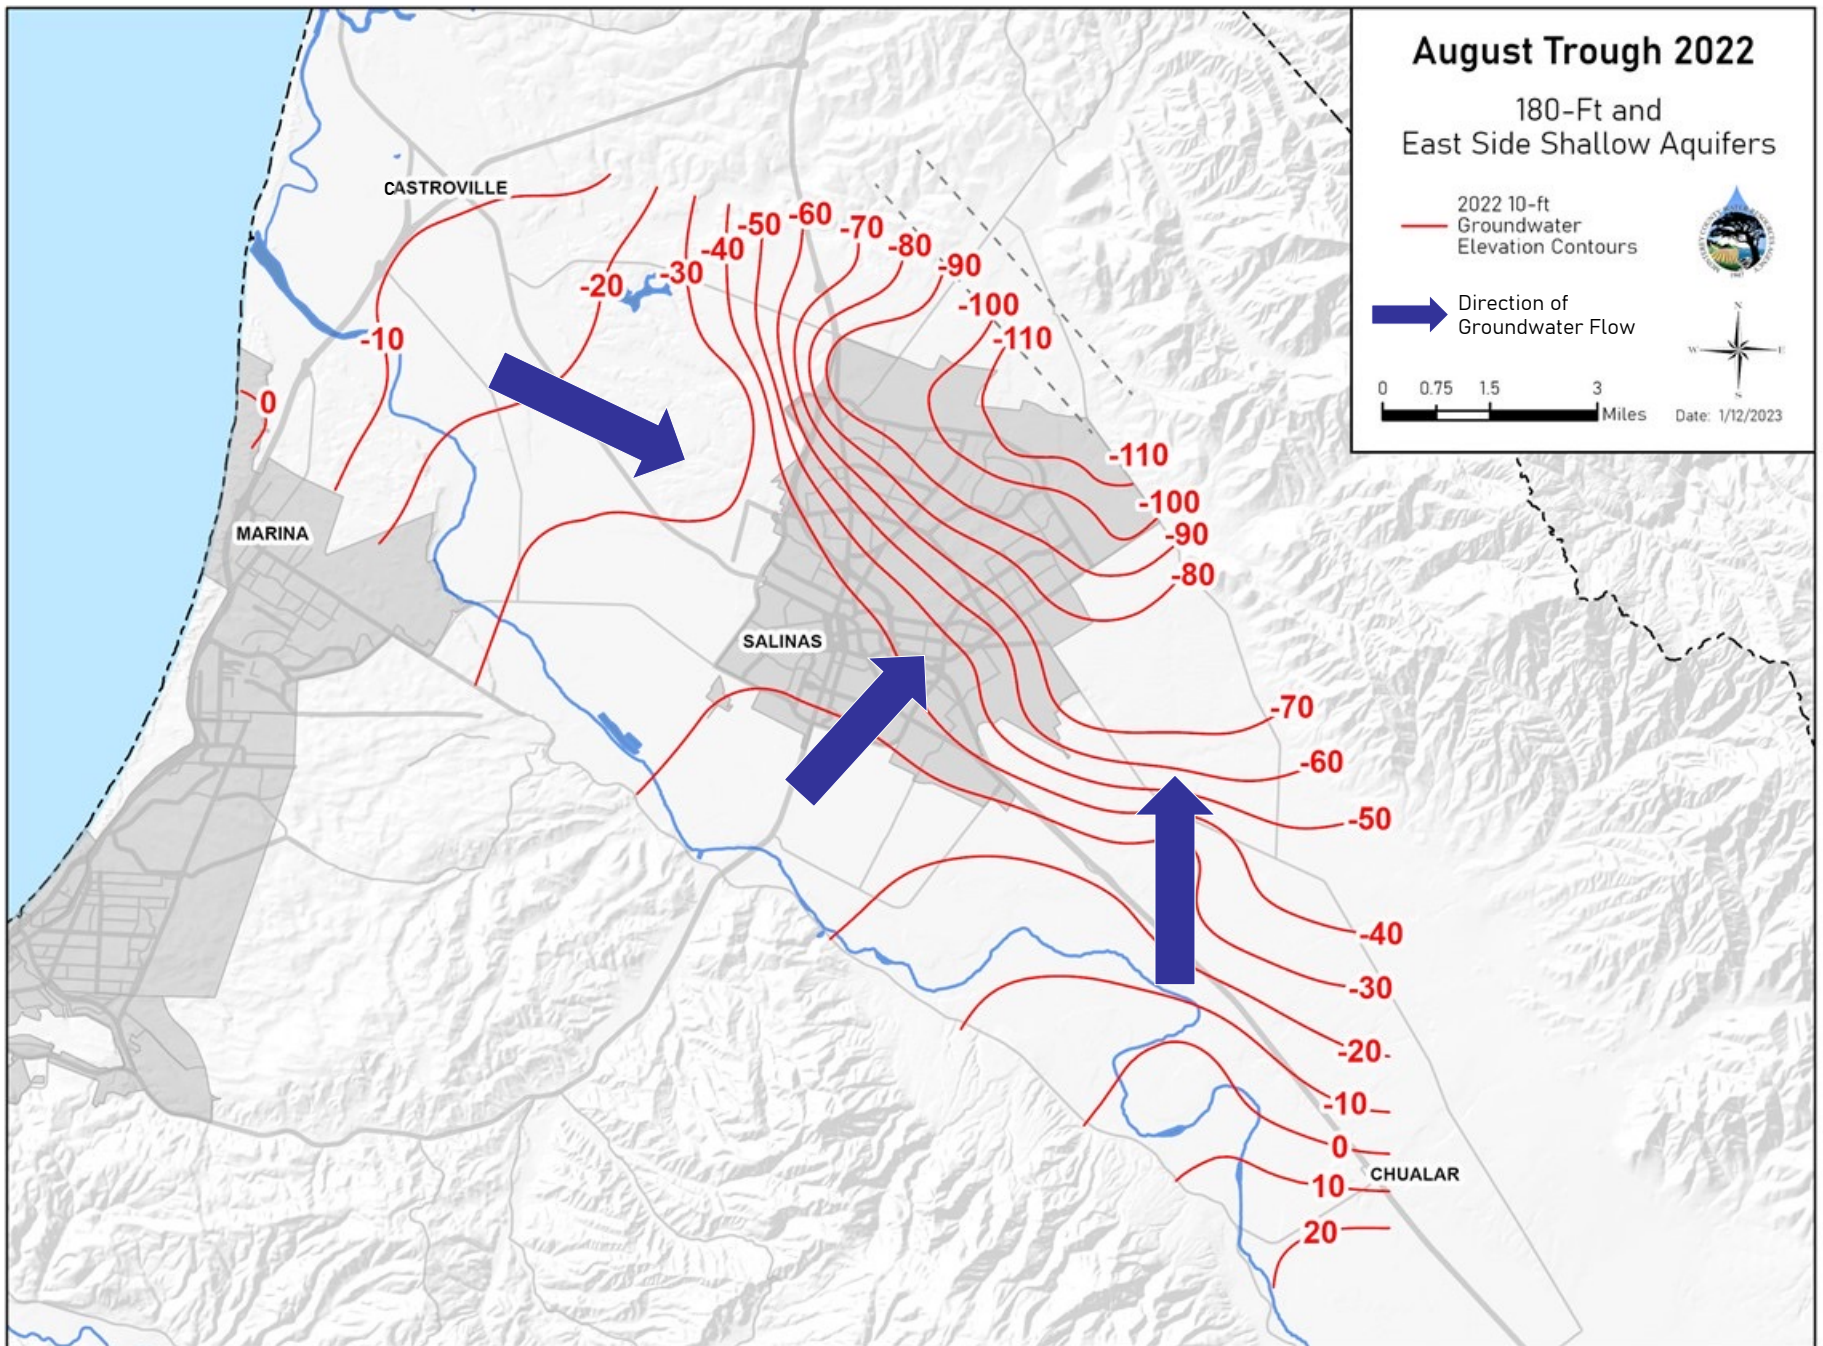 August Trough 2022
180-Ft and
East Side Shallow Aquifers
2022 10-ft
Groundwater
Elevation Contours
Direction of
Groundwater Flow
N
W
E
S
0 0.75 1.5 3
Miles
Date: 1/12/2023
CASTROVILLE
-10
0
-20
-30
-40
-50
-60
-70
-80
-90
-100
-110
-110
-100
-90
-80
MARINA
SALINAS
-70
-60
-50
-40
-30
-20
-10
0
CHUALAR
10
20